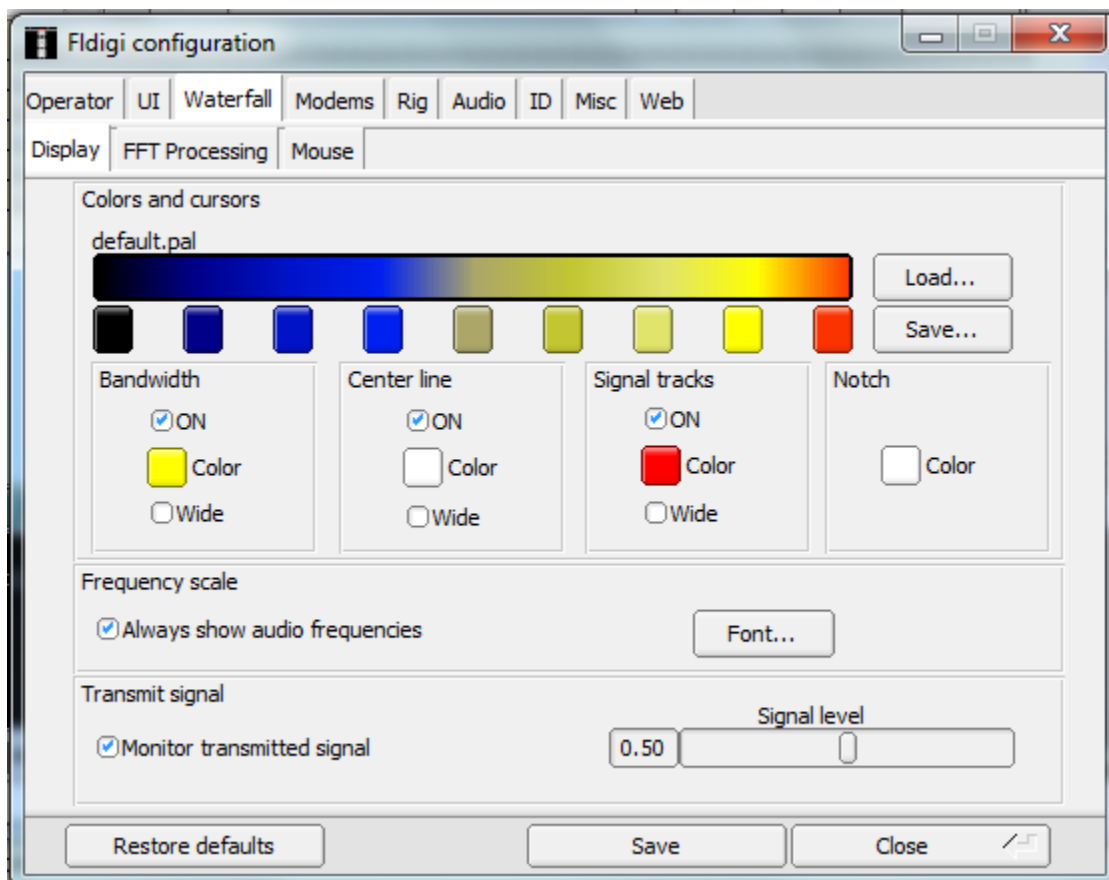 Fldigi configuration
Operator UI Waterfall Modems Rig Audio ID Misc Web
Display FFT Processing Mouse
Colors and cursors
default.pal
Load...
Save...
Bandwidth Center line Signal tracks Notch
ON ON ON
Color Color Color Color
Wide Wide Wide
Frequency scale
Always show audio frequencies Font...
Transmit signal
Signal level
Monitor transmitted signal 0.50
Restore defaults Save Close